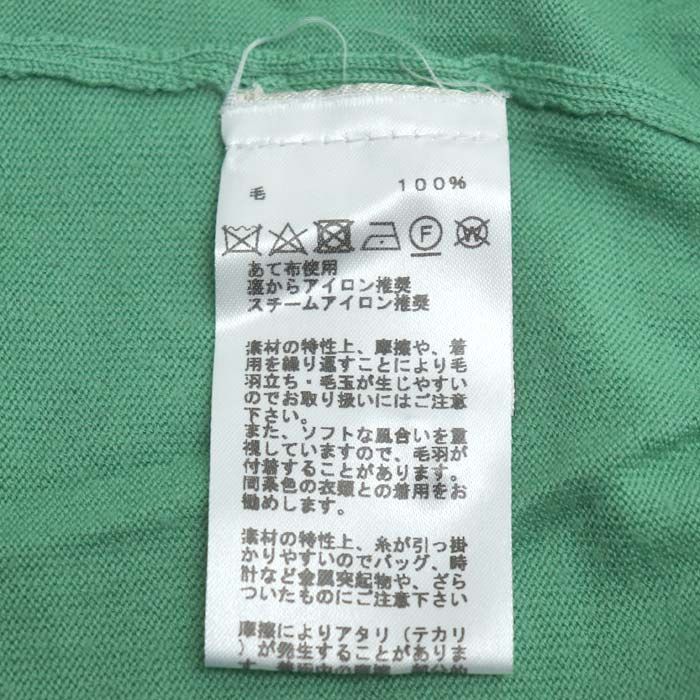 毛 100%
F W
あて布使用
裏からアイロン推奨
スチームアイロン推奨
素材の特性上、摩擦や、着
用を繰り返すことにより毛
羽立ち・毛玉が生じやすい
のでお取り扱いにはご注意
下さい。
また、ソフトな風合いを重
視していますので、毛羽が
付着することがあります。
同系色の衣類との着用をお
勧めします。
素材の特性上、糸が引っ掛
かりやすいのでバッグ、時
計など金属突起物や、ざら
ついたものにご注意下さい
摩擦によりアタリ（テカリ
）が発生することがありま
す。着用中の摩擦、部分的